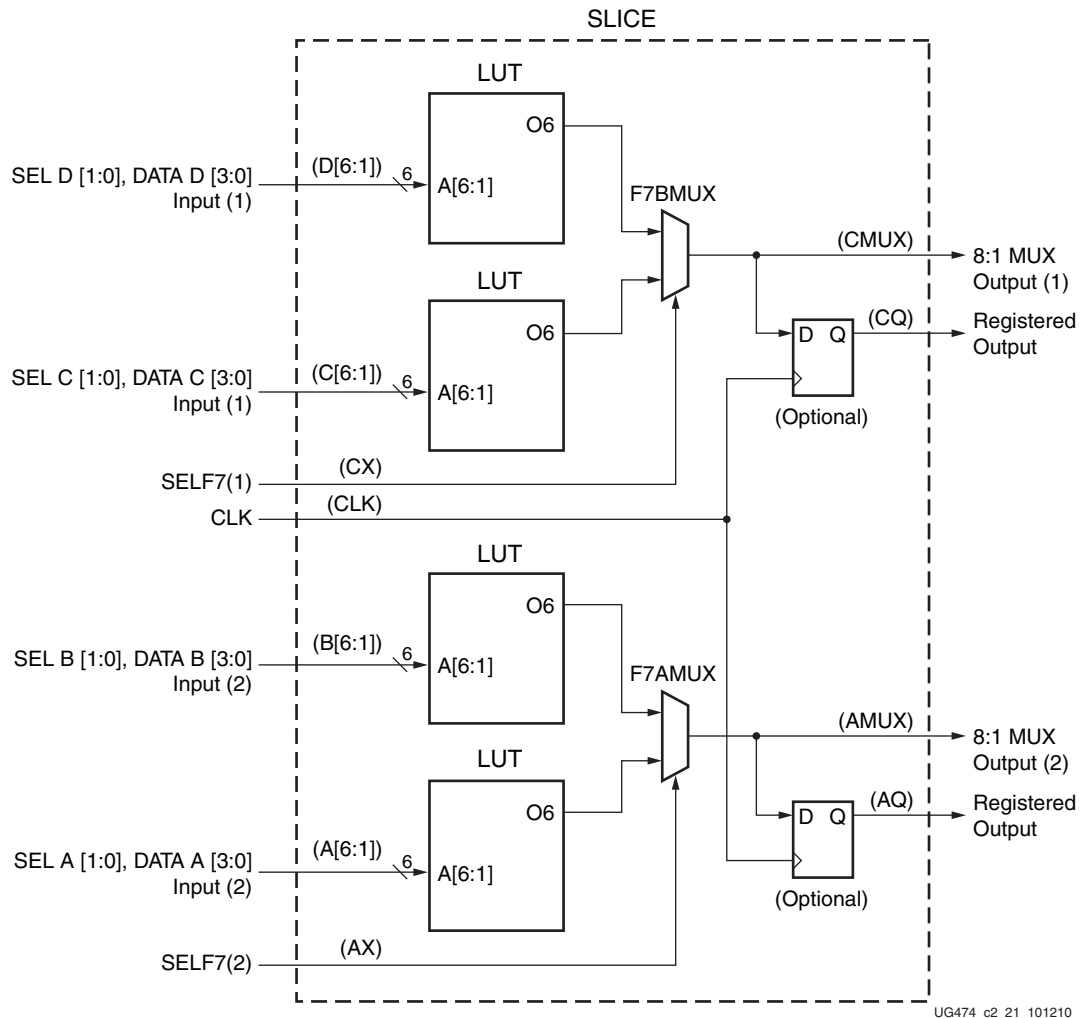 SLICE
LUT
O6
SEL D [1:0], DATA D [3:0]
Input (1)
(D[6:1])
6
A[6:1]
F7BMUX
LUT
O6
(CMUX)
8:1 MUX
Output (1)
(CQ)
Registered
Output
D Q
SEL C [1:0], DATA C [3:0]
Input (1)
(C[6:1])
6
A[6:1]
(Optional)
SELF7(1)
(CX)
CLK
(CLK)
LUT
O6
SEL B [1:0], DATA B [3:0]
Input (2)
(B[6:1])
6
A[6:1]
F7AMUX
LUT
O6
(AMUX)
8:1 MUX
Output (2)
(AQ)
Registered
Output
D Q
SEL A [1:0], DATA A [3:0]
Input (2)
(A[6:1])
6
A[6:1]
(Optional)
SELF7(2)
(AX)
UG474_c2_21_101210